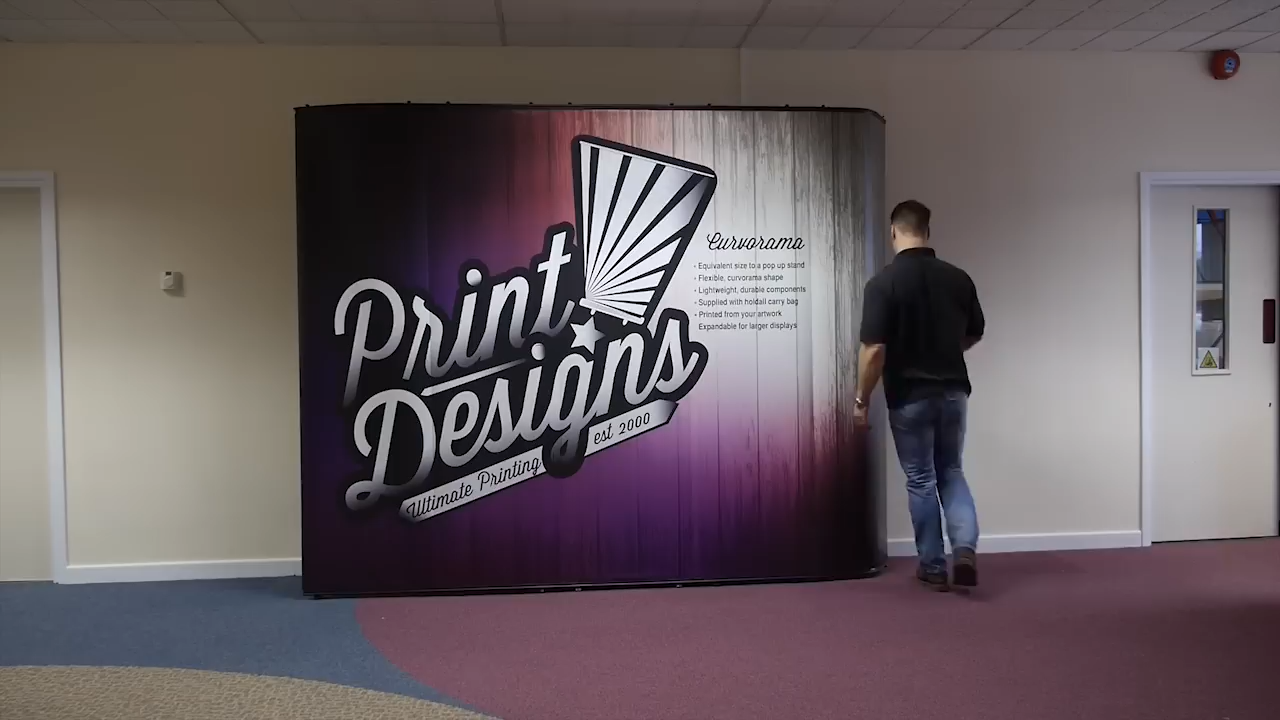 Print
Designs
Ultimate Printing
est 2000
Curvorama
• Equivalent size to a pop up stand
• Flexible, curvorama shape
• Lightweight, durable components
• Supplied with holdall carry bag
• Printed from your artwork
Expandable for larger displays